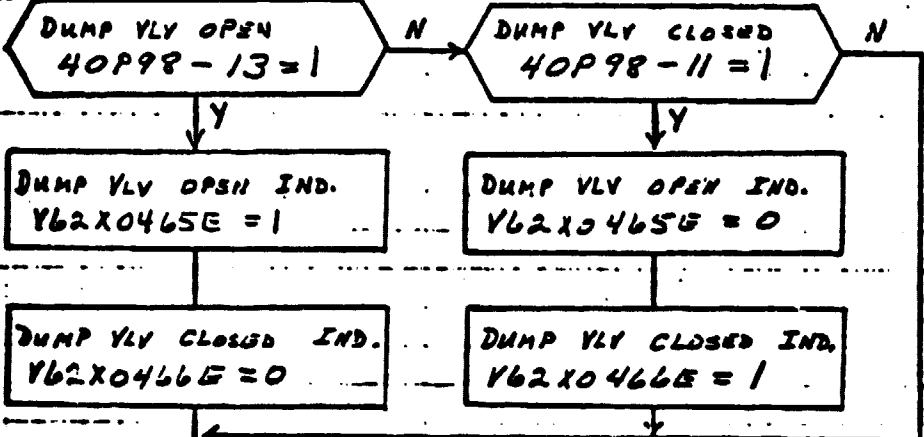 DUMP VLV OPEN
40P98-13=1
N
DUMP VLV CLOSED
40P98-11=1
N
Y
Y
DUMP VLV OPEN IND.
V62X0465E = 1
DUMP VLV OPEN IND.
V62X0465E = 0
DUMP VLV CLOSED IND.
V62X0466E = 0
DUMP VLV CLOSED IND.
V62X0466E = 1